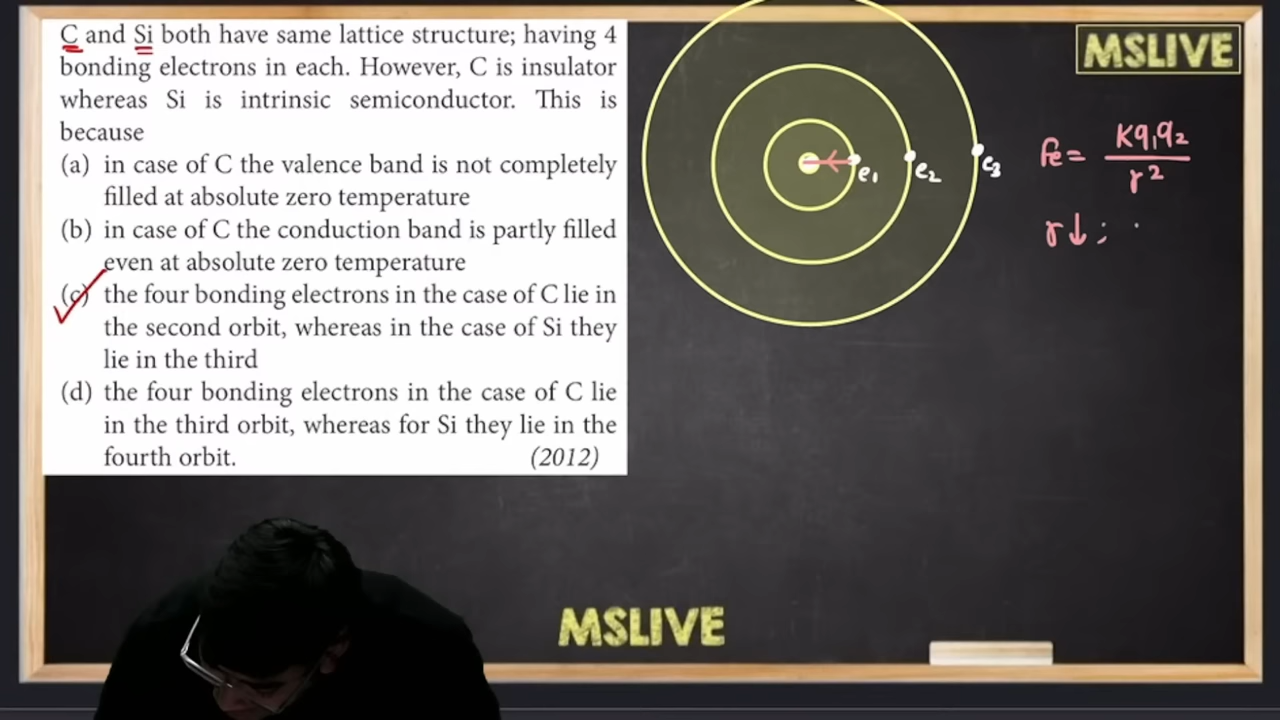 C and Si both have same lattice structure; having 4
bonding electrons in each. However, C is insulator
whereas Si is intrinsic semiconductor. This is
because
(a) in case of C the valence band is not completely
filled at absolute zero temperature
(b) in case of C the conduction band is partly filled
even at absolute zero temperature
(c) the four bonding electrons in the case of C lie in
the second orbit, whereas in the case of Si they
lie in the third
(d) the four bonding electrons in the case of C lie
in the third orbit, whereas for Si they lie in the
fourth orbit. (2012)
e₁ e₂ e₃
MSLIVE
Fe = Kq₁q₂ / r²
r↓ ;
MSLIVE